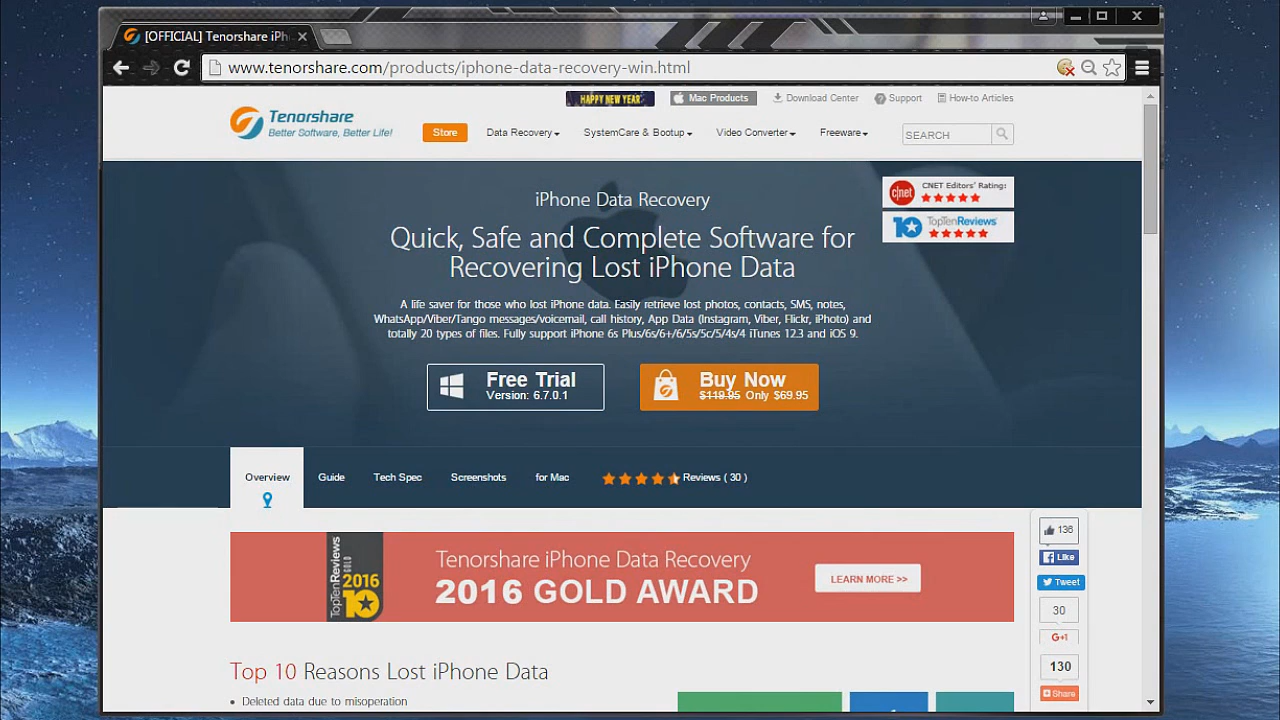 [OFFICIAL] Tenorshare iPh
www.tenorshare.com/products/iphone-data-recovery-win.html
HAPPY NEW YEAR
Mac Products
Download Center
Support
How-to Articles
Tenorshare
Better Software, Better Life!
Store
Data Recovery
SystemCare & Bootup
Video Converter
Freeware
SEARCH
iPhone Data Recovery
c|net
CNET Editors' Rating:
10
TopTenReviews
Quick, Safe and Complete Software for
Recovering Lost iPhone Data
A life saver for those who lost iPhone data. Easily retrieve lost photos, contacts, SMS, notes,
WhatsApp/Viber/Tango messages/voicemail, call history, App Data (Instagram, Viber, Flickr, iPhoto) and
totally 20 types of files. Fully support iPhone 6s Plus/6s/6+/6/5s/5c/5/4s/4 iTunes 12.3 and iOS 9.
Free Trial
Version: 6.7.0.1
Buy Now
$119.95 Only $69.95
Overview
Guide
Tech Spec
Screenshots
for Mac
Reviews ( 30 )
TopTenReviews
GOLD
2016
10
Tenorshare iPhone Data Recovery
2016 GOLD AWARD
LEARN MORE >>
136
Like
Tweet
30
G+1
130
Share
Top 10 Reasons Lost iPhone Data
• Deleted data due to misoperation